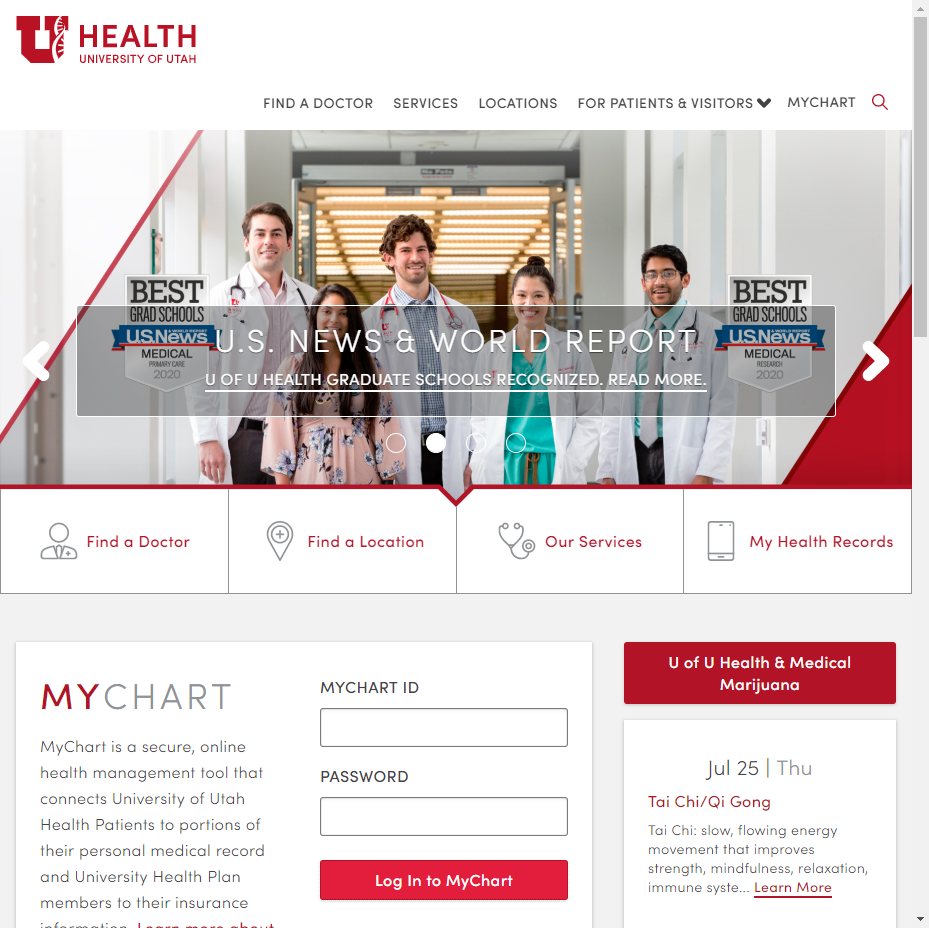 HEALTH
UNIVERSITY OF UTAH
FIND A DOCTOR SERVICES LOCATIONS FOR PATIENTS & VISITORS MYCHART
BEST
GRAD SCHOOLS
U.S.News
& WORLD REPORT
MEDICAL
PRIMARY CARE
2020
BEST
GRAD SCHOOLS
U.S.News
& WORLD REPORT
MEDICAL
RESEARCH
2020
U.S. NEWS & WORLD REPORT
U OF U HEALTH GRADUATE SCHOOLS RECOGNIZED. READ MORE.
Find a Doctor
Find a Location
Our Services
My Health Records
MYCHART
MyChart is a secure, online
health management tool that
connects University of Utah
Health Patients to portions of
their personal medical record
and University Health Plan
members to their insurance
information. Learn more about
MYCHART ID
PASSWORD
Log In to MyChart
U of U Health & Medical
Marijuana
Jul 25 | Thu
Tai Chi/Qi Gong
Tai Chi: slow, flowing energy
movement that improves
strength, mindfulness, relaxation,
immune syste... Learn More